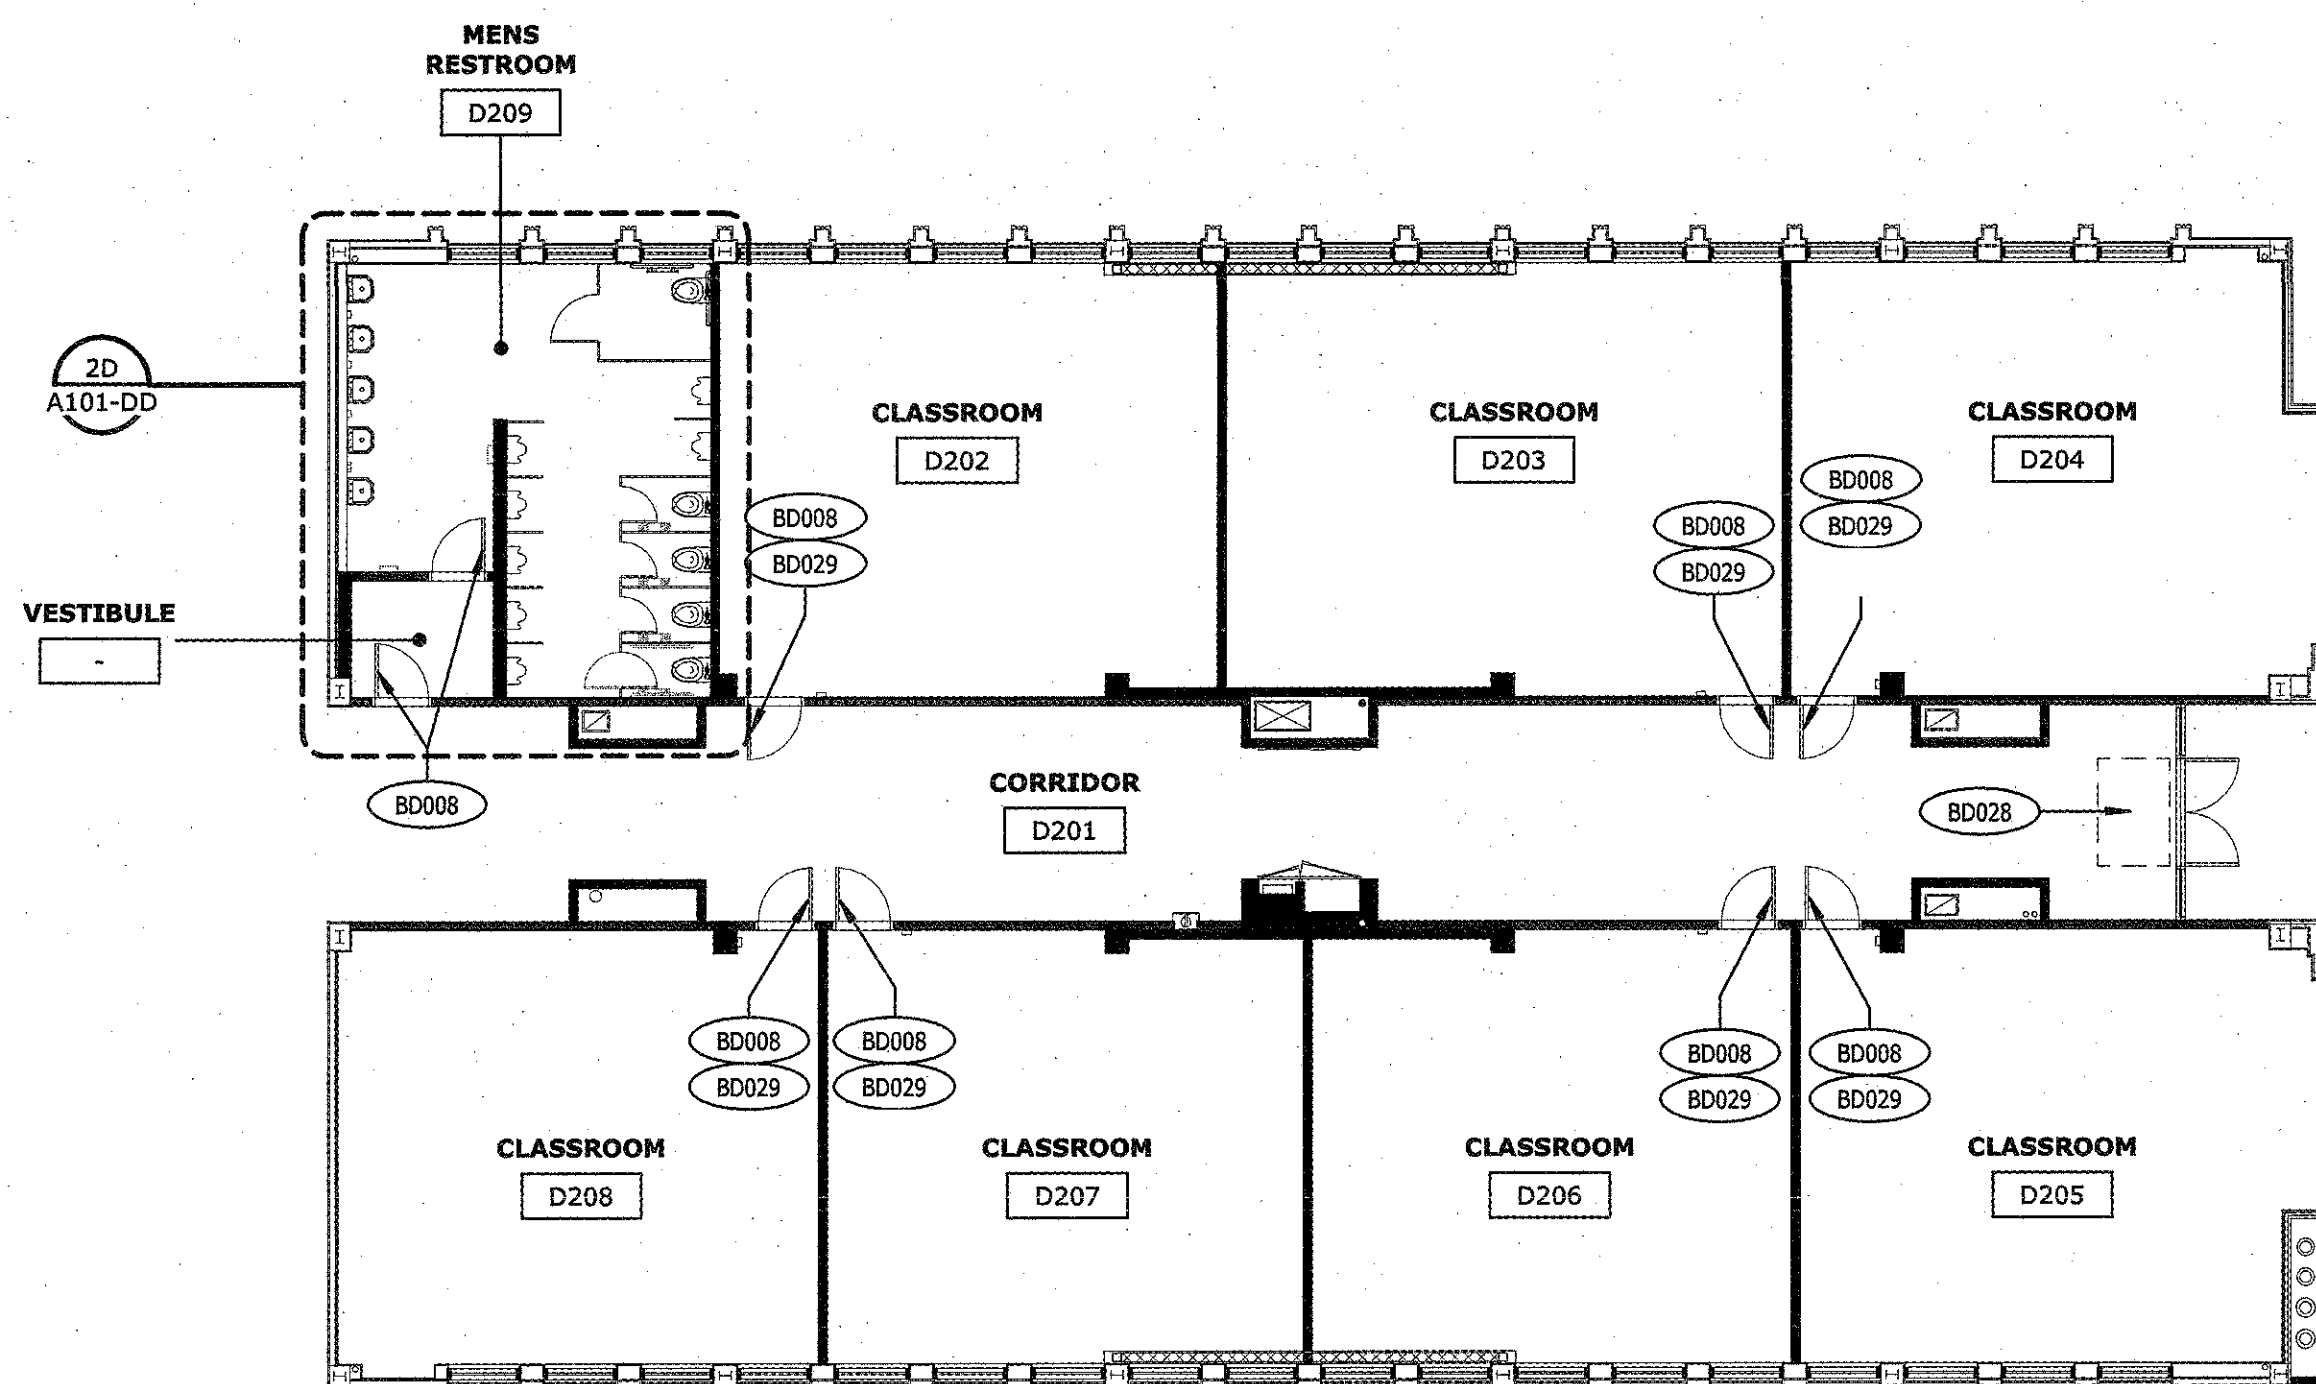 MENS
RESTROOM
D209
2D
A101-DD
CLASSROOM
D202
CLASSROOM
D203
CLASSROOM
D204
BD008
BD029
BD008
BD029
BD008
BD029
VESTIBULE
-
BD008
CORRIDOR
D201
BD028
BD008
BD029
BD008
BD029
BD008
BD029
BD008
BD029
CLASSROOM
D208
CLASSROOM
D207
CLASSROOM
D206
CLASSROOM
D205